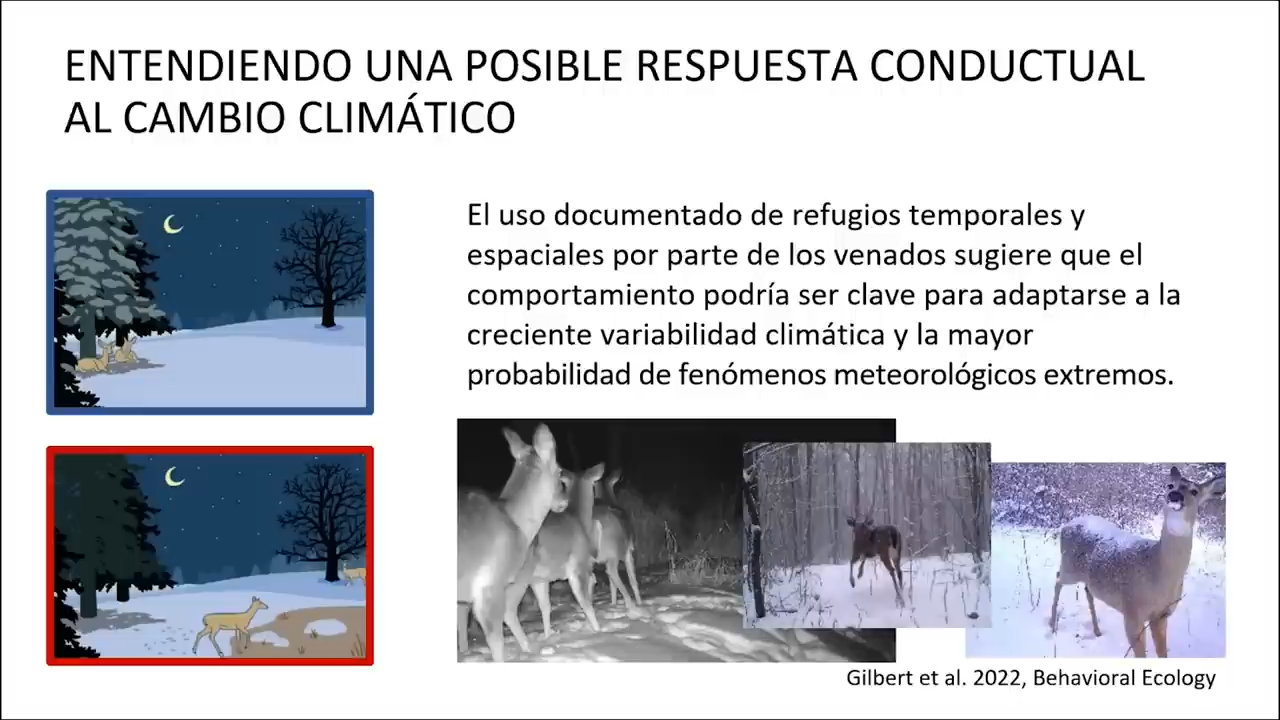 ENTENDIENDO UNA POSIBLE RESPUESTA CONDUCTUAL
AL CAMBIO CLIMÁTICO
El uso documentado de refugios temporales y
espaciales por parte de los venados sugiere que el
comportamiento podría ser clave para adaptarse a la
creciente variabilidad climática y la mayor
probabilidad de fenómenos meteorológicos extremos.
Gilbert et al. 2022, Behavioral Ecology